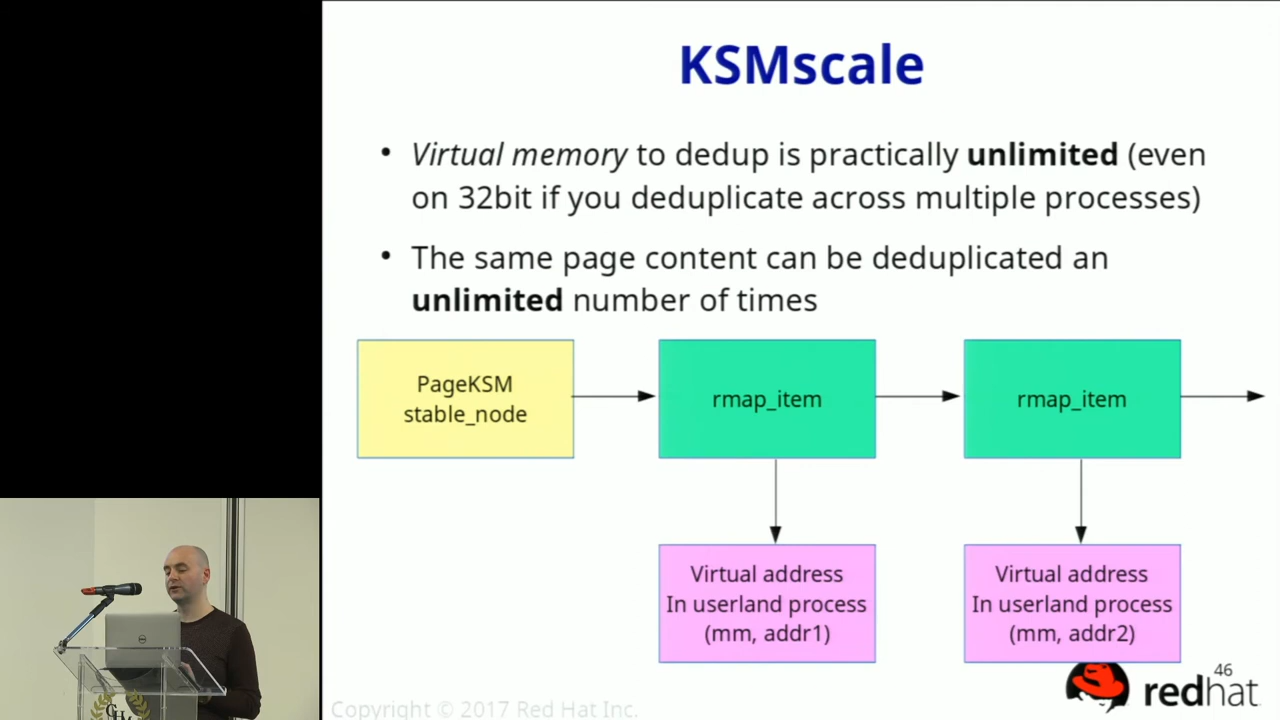 KSMscale
• Virtual memory to dedup is practically unlimited (even
on 32bit if you deduplicate across multiple processes)
• The same page content can be deduplicated an
unlimited number of times
PageKSM
stable_node
rmap_item
rmap_item
Virtual address
In userland process
(mm, addr1)
Virtual address
In userland process
(mm, addr2)
46
redhat
Copyright © 2017 Red Hat Inc.